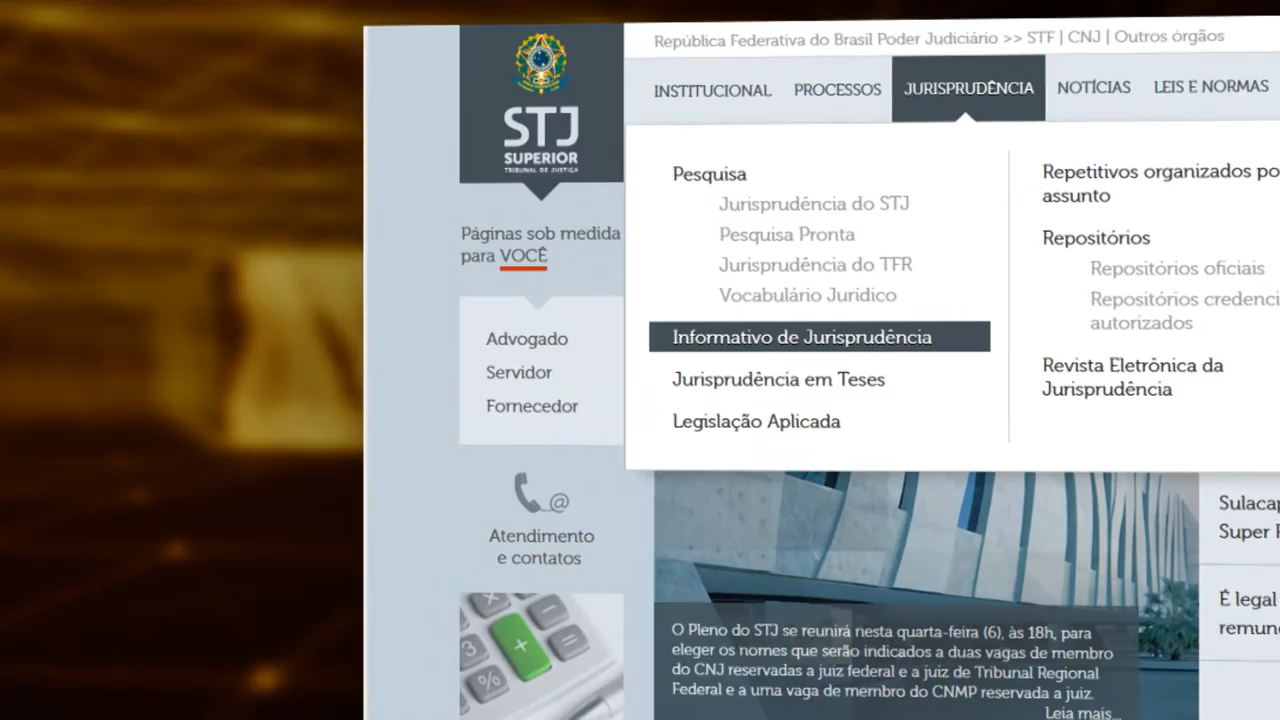 República Federativa do Brasil Poder Judiciário >> STF | CNJ | Outros órgãos
STJ
SUPERIOR
TRIBUNAL DE JUSTIÇA
INSTITUCIONAL PROCESSOS JURISPRUDÊNCIA NOTÍCIAS LEIS E NORMAS
Páginas sob medida
para VOCÊ
Advogado
Servidor
Fornecedor
@
Atendimento
e contatos
Pesquisa
Jurisprudência do STJ
Pesquisa Pronta
Jurisprudência do TFR
Vocabulário Jurídico
Informativo de Jurisprudência
Jurisprudência em Teses
Legislação Aplicada
Repetitivos organizados po
assunto
Repositórios
Repositórios oficiais
Repositórios credenci
autorizados
Revista Eletrônica da
Jurisprudência
O Pleno do STJ se reunirá nesta quarta-feira (6), às 18h, para
eleger os nomes que serão indicados a duas vagas de membro
do CNJ reservadas a juiz federal e a juiz de Tribunal Regional
Federal e a uma vaga de membro do CNMP reservada a juiz.
Leia mais...
Sulacap
Super
É legal
remun
3 % × − + =